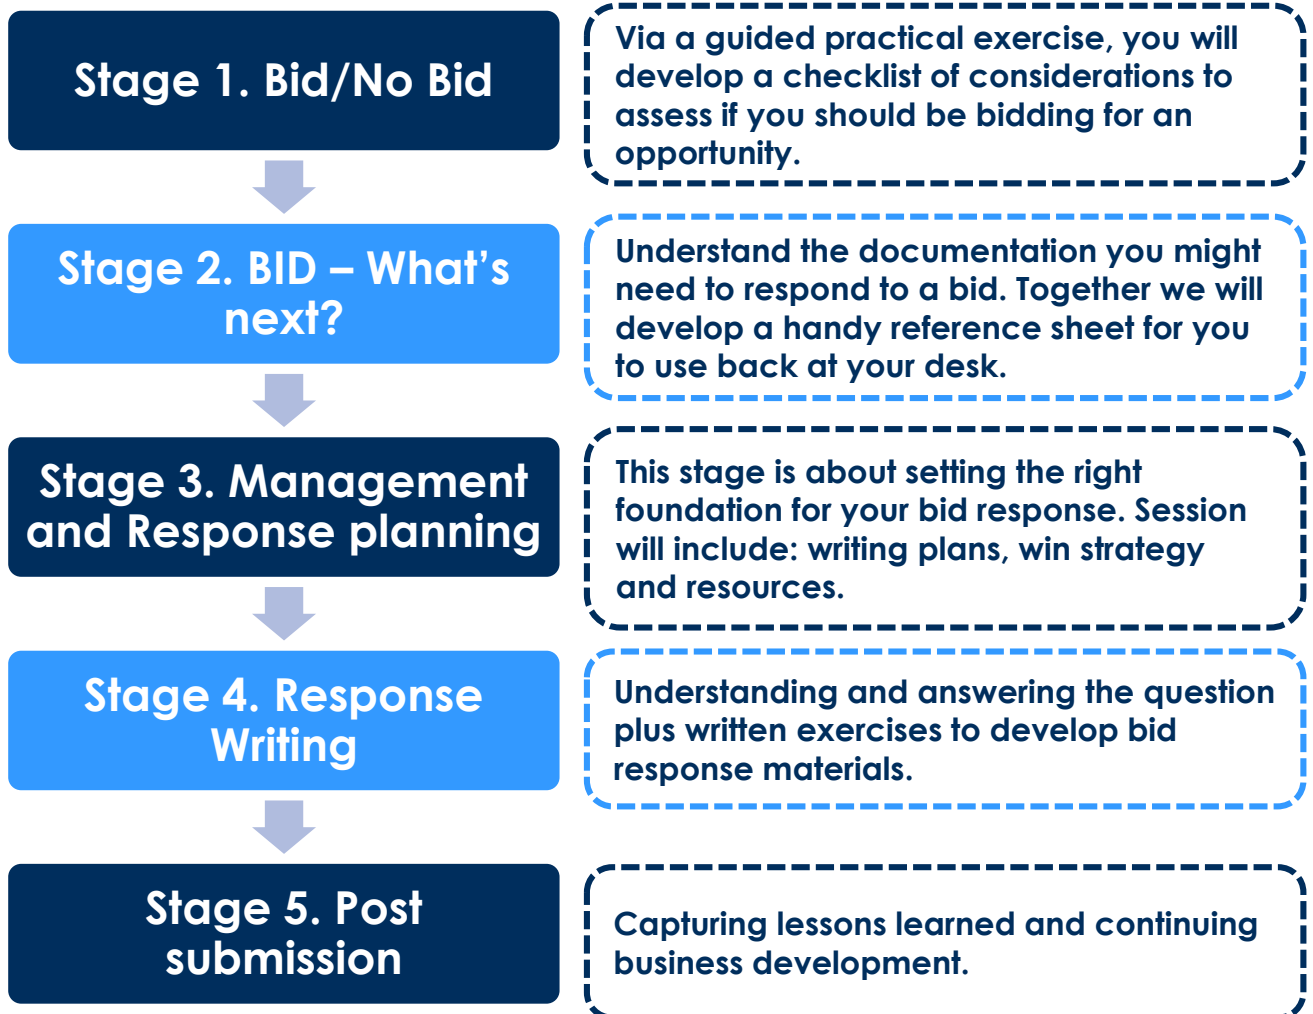 Stage 1. Bid/No Bid
Via a guided practical exercise, you will
develop a checklist of considerations to
assess if you should be bidding for an
opportunity.
Stage 2. BID – What’s
next?
Understand the documentation you might
need to respond to a bid. Together we will
develop a handy reference sheet for you
to use back at your desk.
Stage 3. Management
and Response planning
This stage is about setting the right
foundation for your bid response. Session
will include: writing plans, win strategy
and resources.
Stage 4. Response
Writing
Understanding and answering the question
plus written exercises to develop bid
response materials.
Stage 5. Post
submission
Capturing lessons learned and continuing
business development.